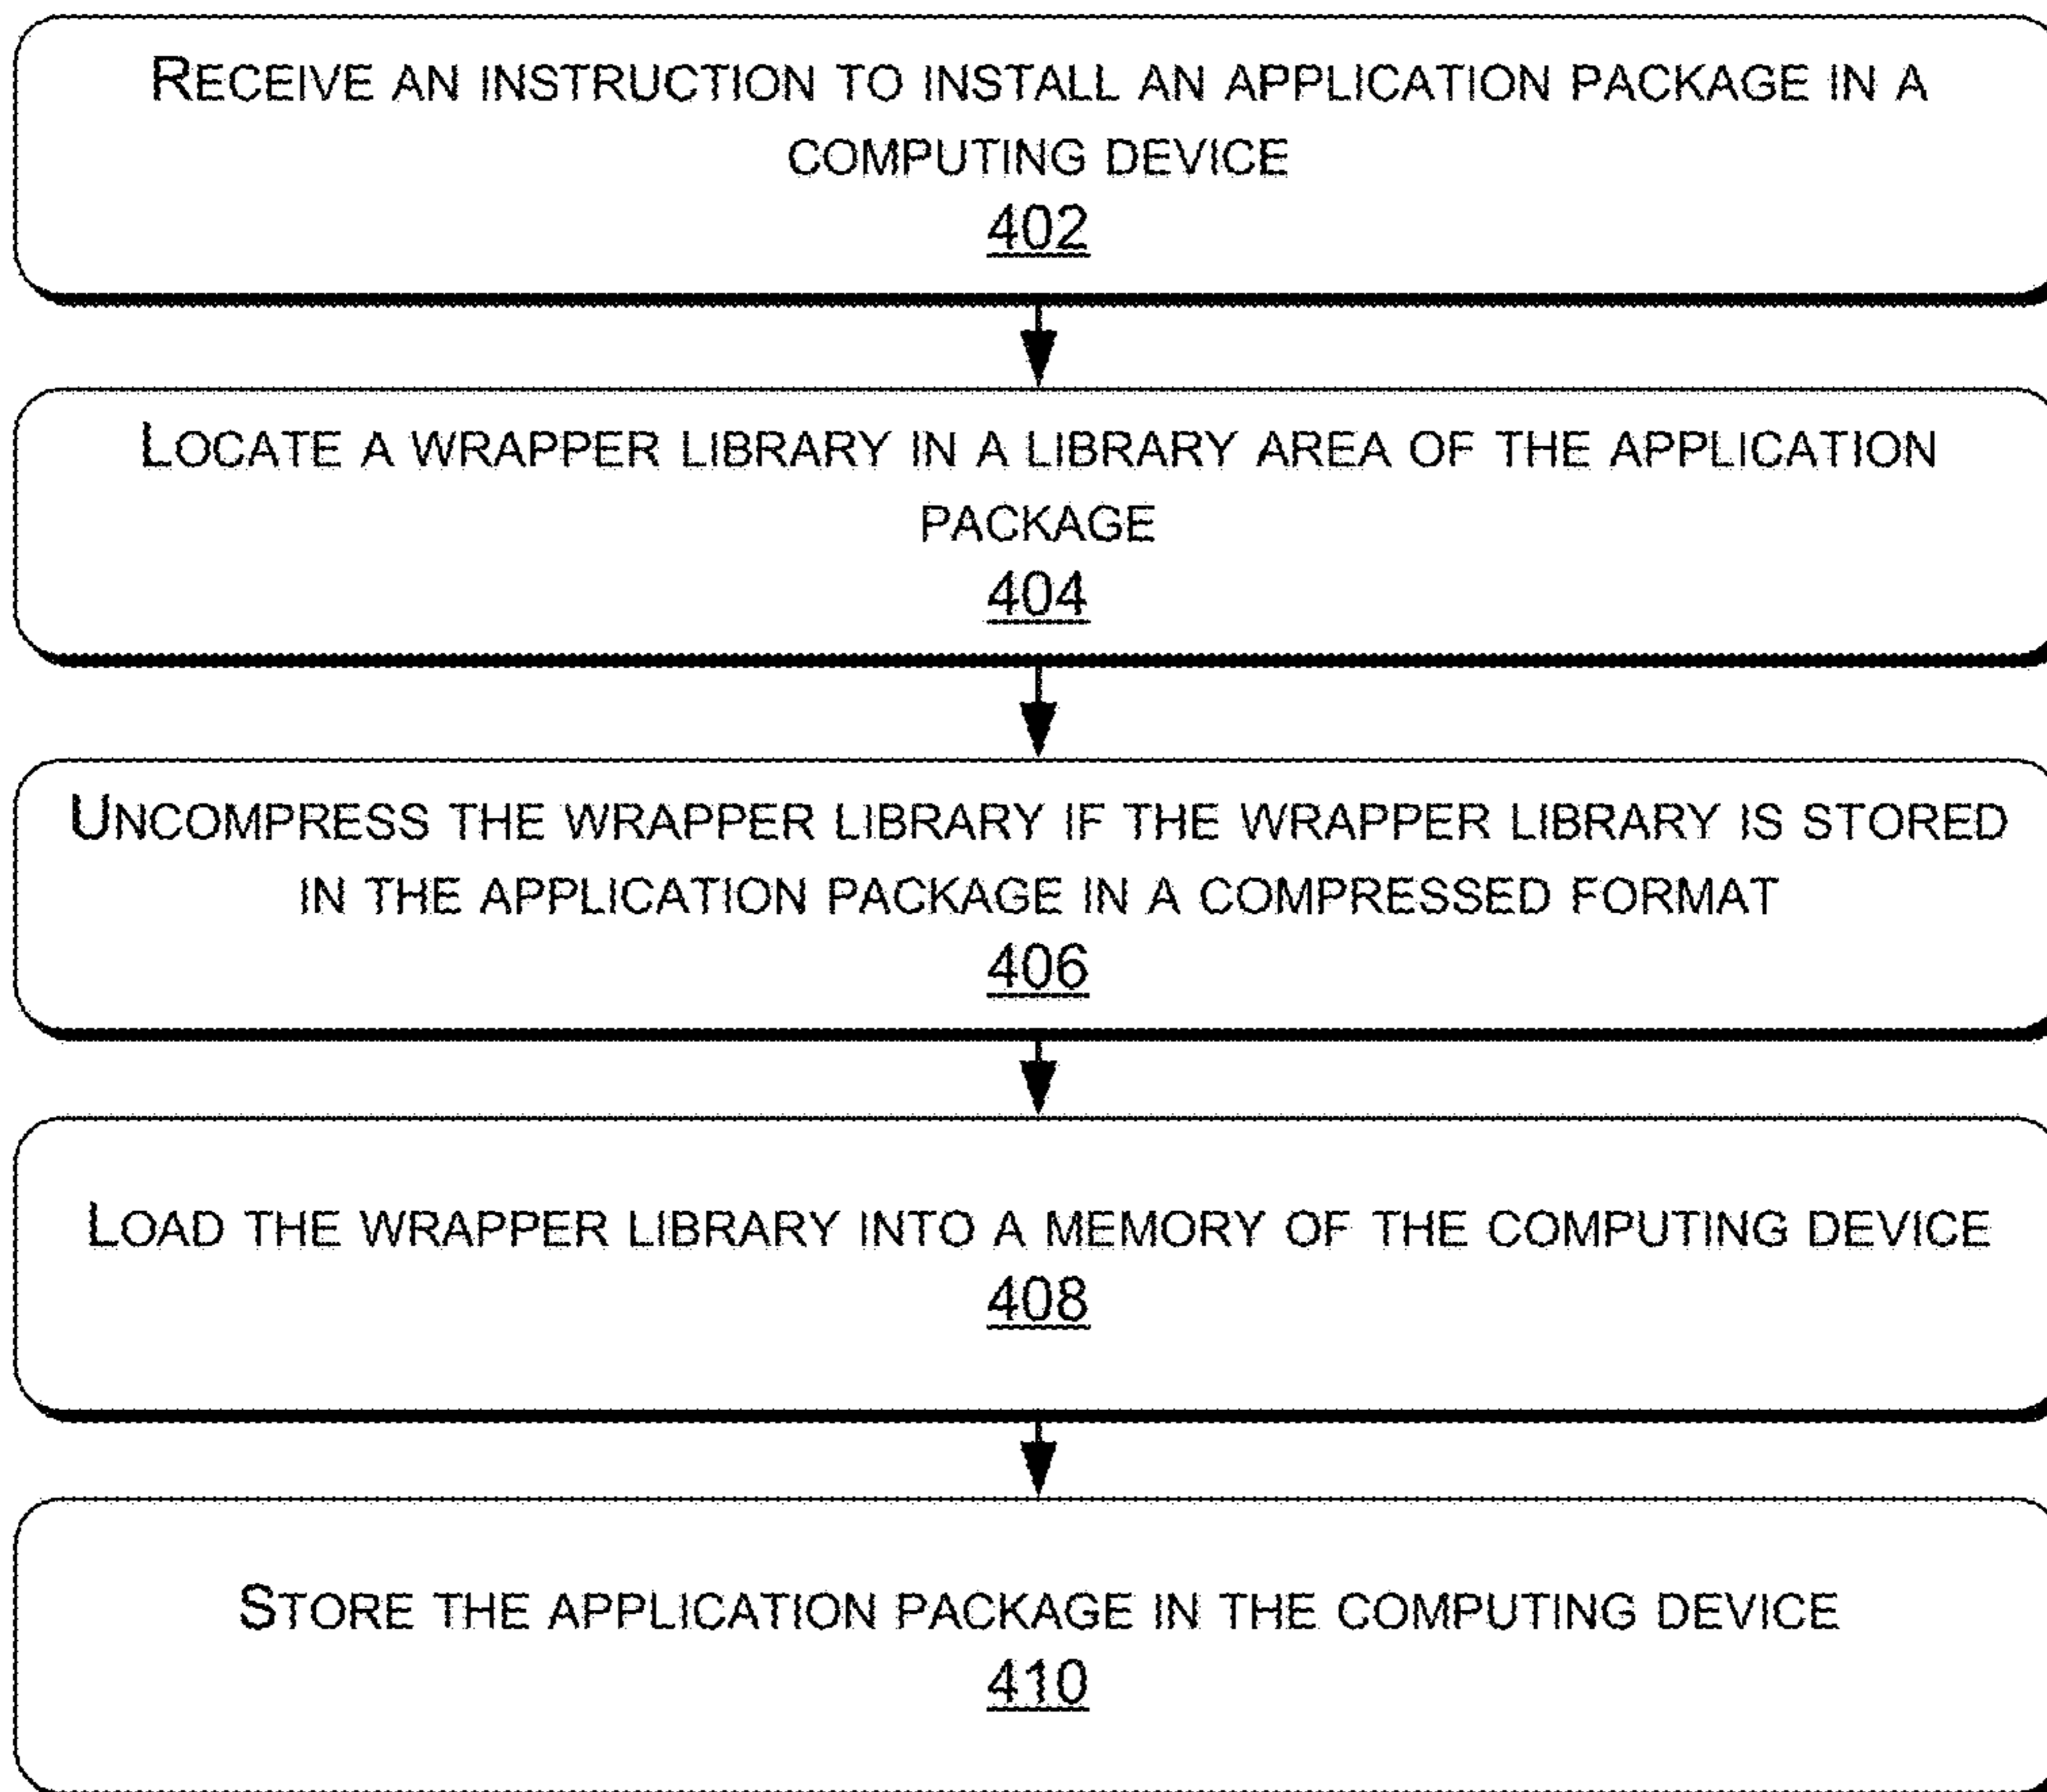 RECEIVE AN INSTRUCTION TO INSTALL AN APPLICATION PACKAGE IN A
COMPUTING DEVICE
402
LOCATE A WRAPPER LIBRARY IN A LIBRARY AREA OF THE APPLICATION
PACKAGE
404
UNCOMPRESS THE WRAPPER LIBRARY IF THE WRAPPER LIBRARY IS STORED
IN THE APPLICATION PACKAGE IN A COMPRESSED FORMAT
406
LOAD THE WRAPPER LIBRARY INTO A MEMORY OF THE COMPUTING DEVICE
408
STORE THE APPLICATION PACKAGE IN THE COMPUTING DEVICE
410